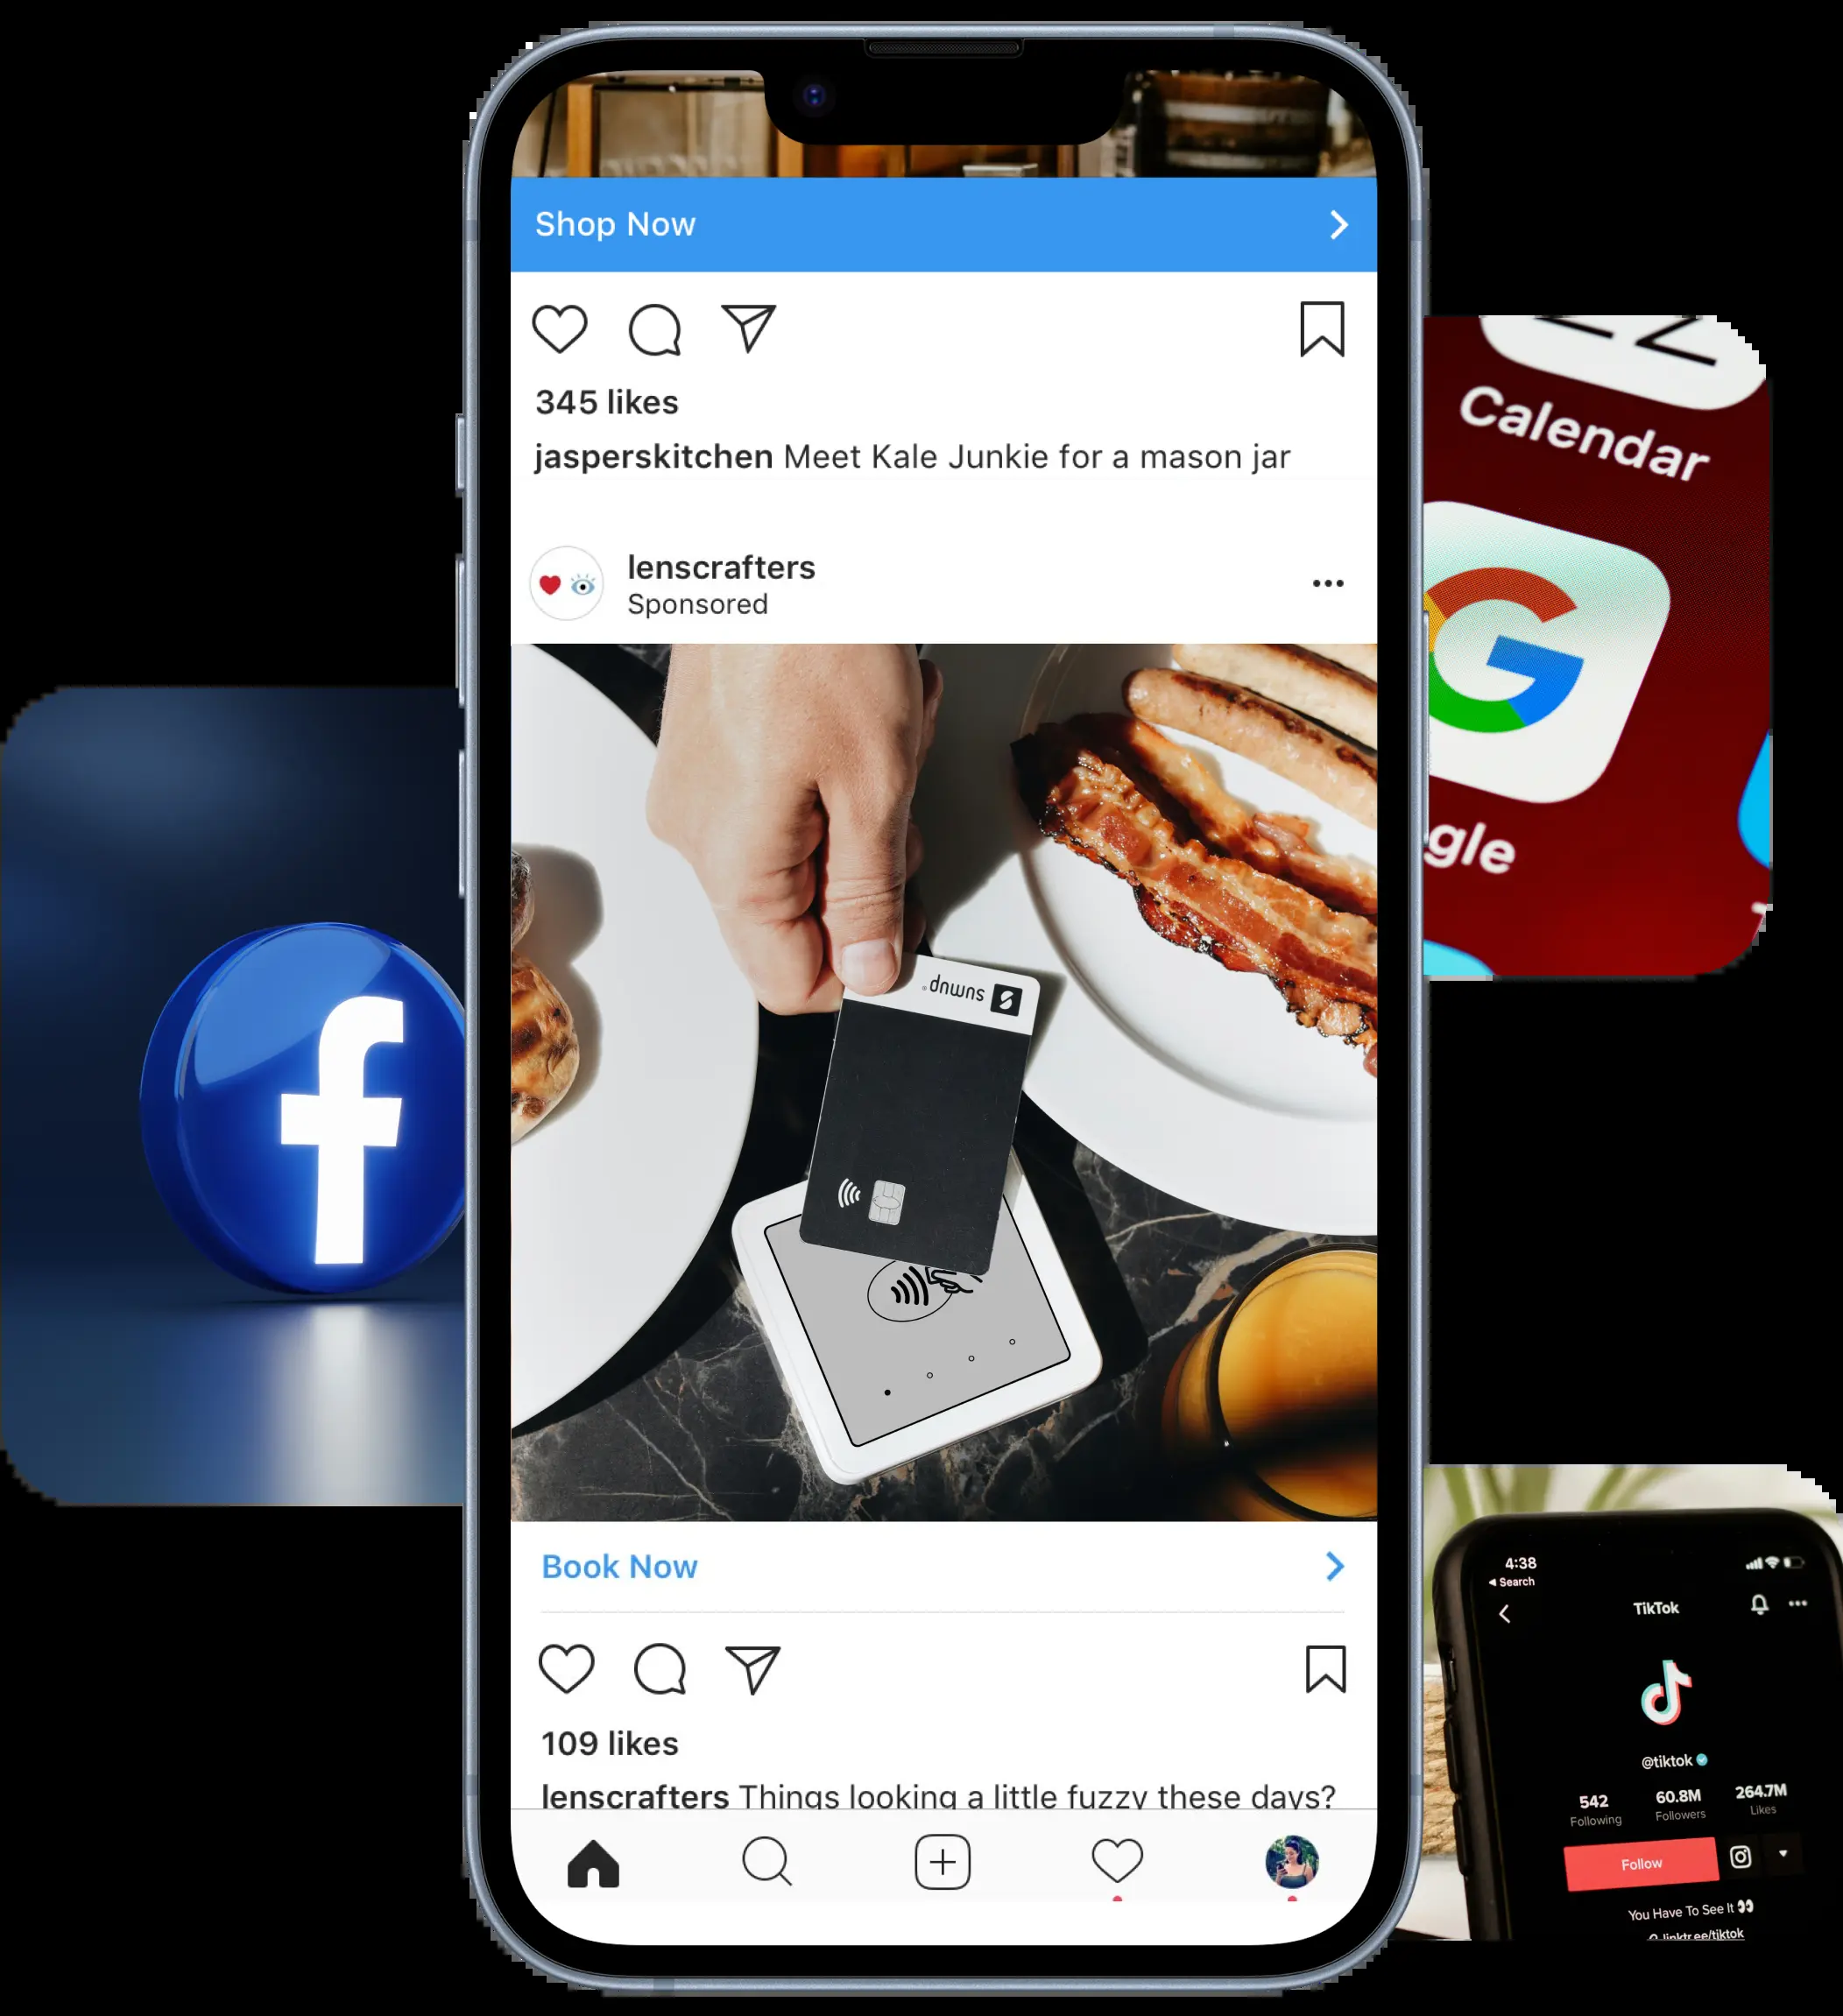 Shop Now
345 likes
jasperskitchen Meet Kale Junkie for a mason jar
lenscrafters
Sponsored
sumup®
Book Now
109 likes
lenscrafters Things looking a little fuzzy these days?
Calendar
gle
4:38
Search
TikTok
@tiktok
542 60.8M 264.7M
Following Followers Likes
Follow
You Have To See It 👀
linktr.ee/tiktok